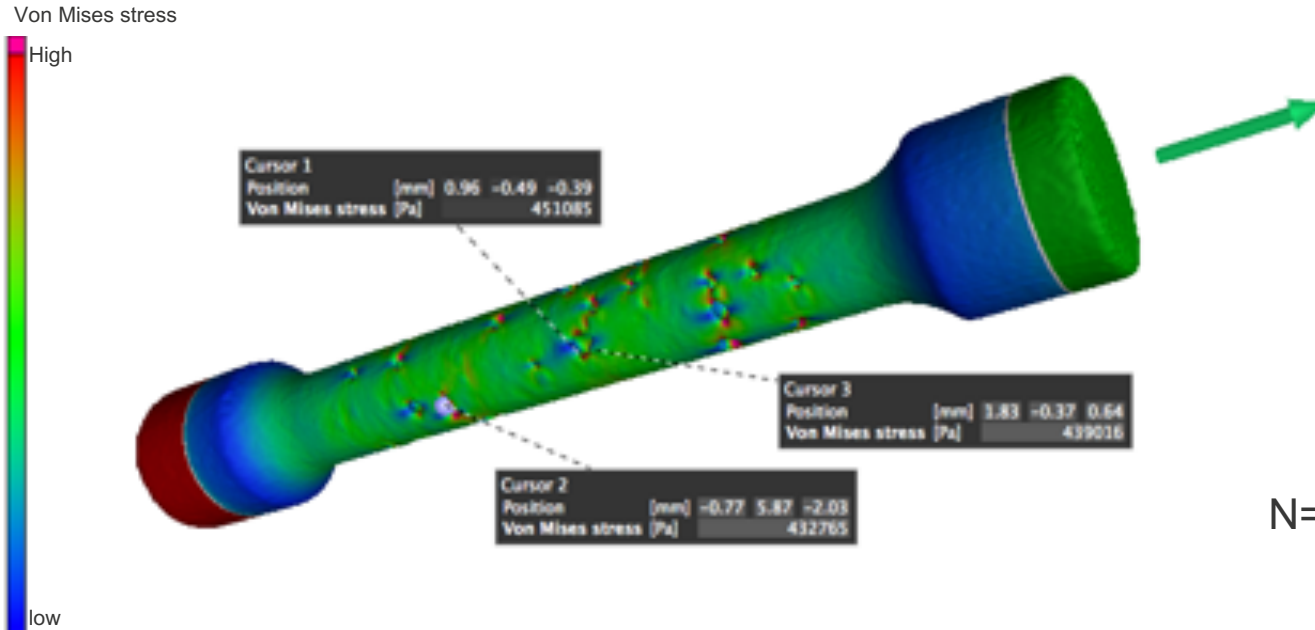 Von Mises stress
High
Cursor 1
Position [mm] 0.96 -0.49 -0.39
Von Mises stress [Pa] 451085
Cursor 3
Position [mm] 1.83 -0.37 0.64
Von Mises stress [Pa] 439016
Cursor 2
Position [mm] -0.77 5.87 -2.03
Von Mises stress [Pa] 432765
N=
low